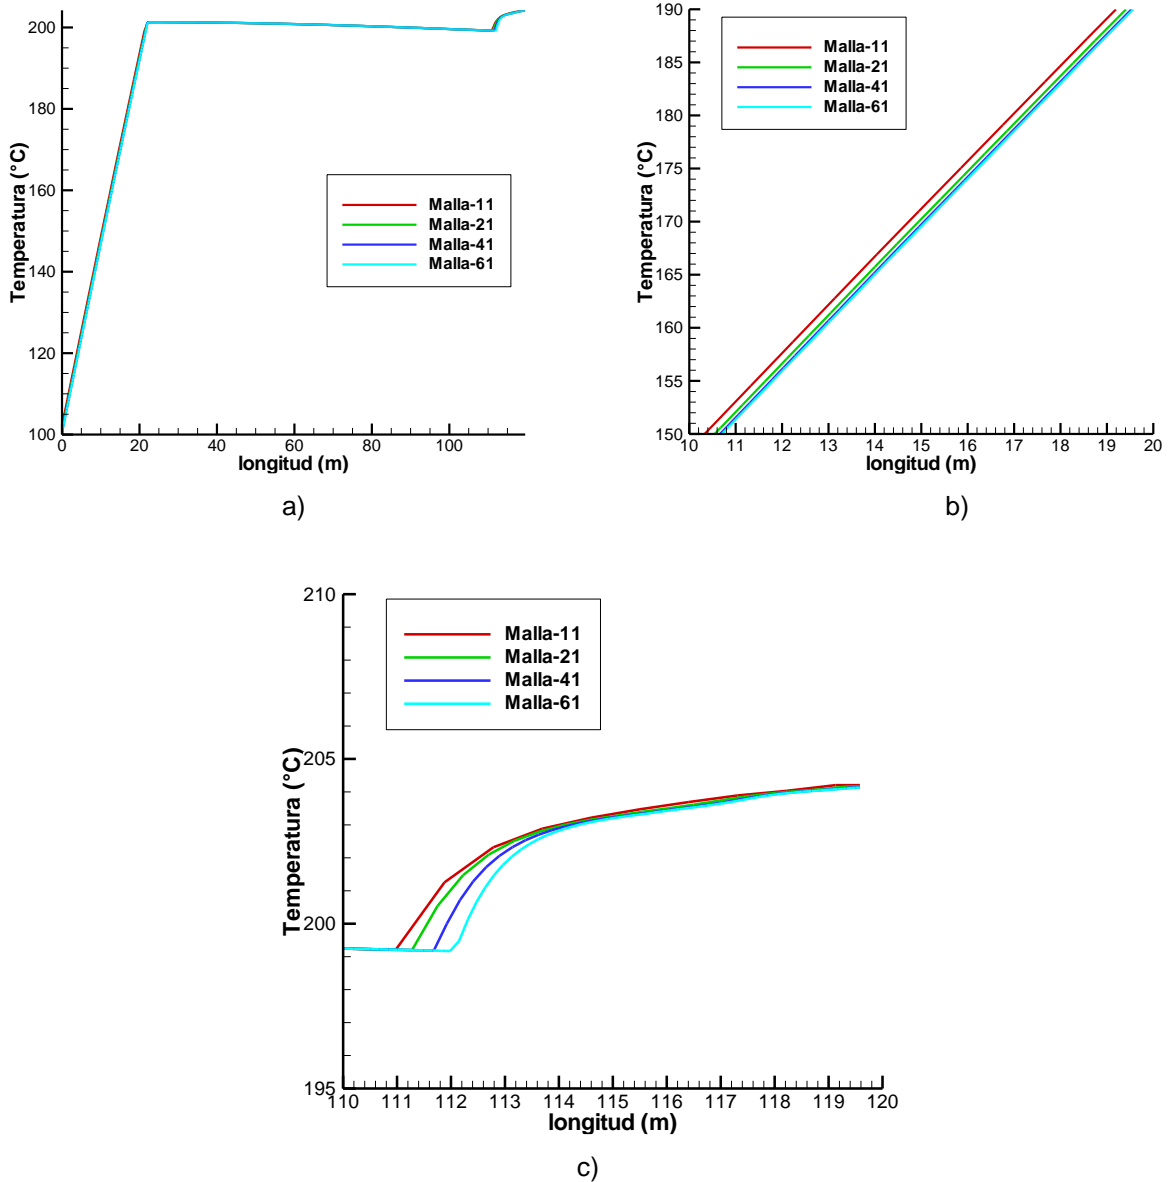 200
180
160
140
120
100
Temperatura (°C)
Malla-11
Malla-21
Malla-41
Malla-61
0 20 40 60 80 100
longitud (m)
a)
190
185
180
175
170
165
160
155
150
Temperatura (°C)
Malla-11
Malla-21
Malla-41
Malla-61
10 11 12 13 14 15 16 17 18 19 20
longitud (m)
b)
210
205
200
195
Temperatura (°C)
Malla-11
Malla-21
Malla-41
Malla-61
110 111 112 113 114 115 116 117 118 119 120
longitud (m)
c)